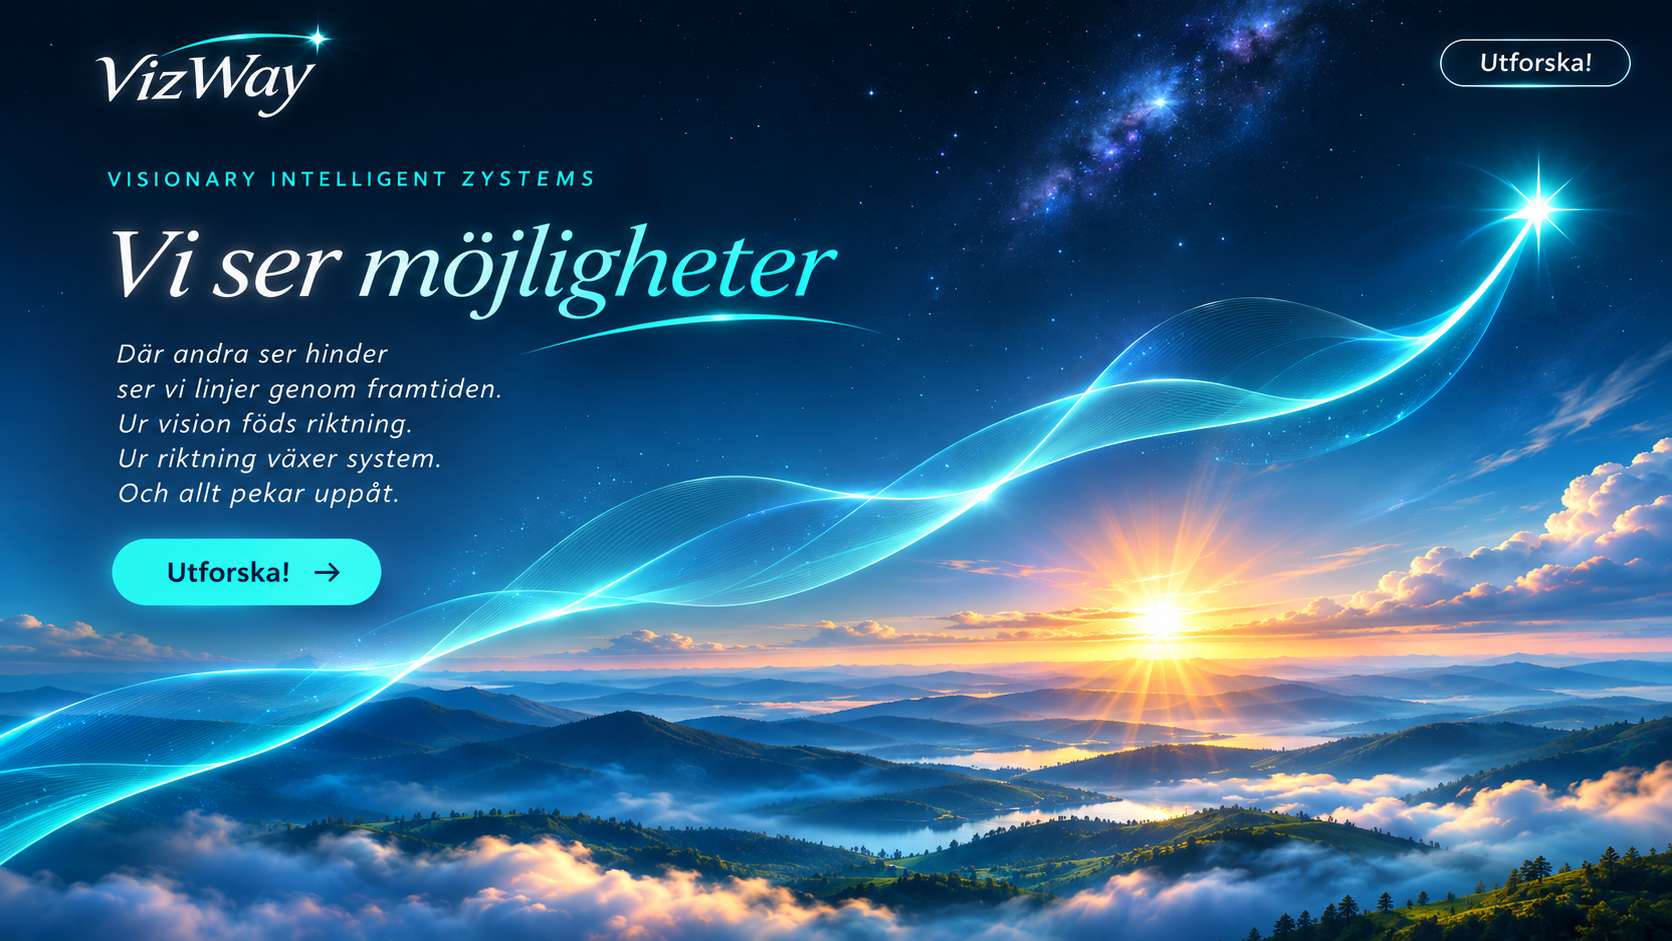 VizWay
Utforska!
VISIONARY INTELLIGENT ZYSTEMS
Vi ser möjligheter
Där andra ser hinder
ser vi linjer genom framtiden.
Ur vision föds riktning.
Ur riktning växer system.
Och allt pekar uppåt.
Utforska! →